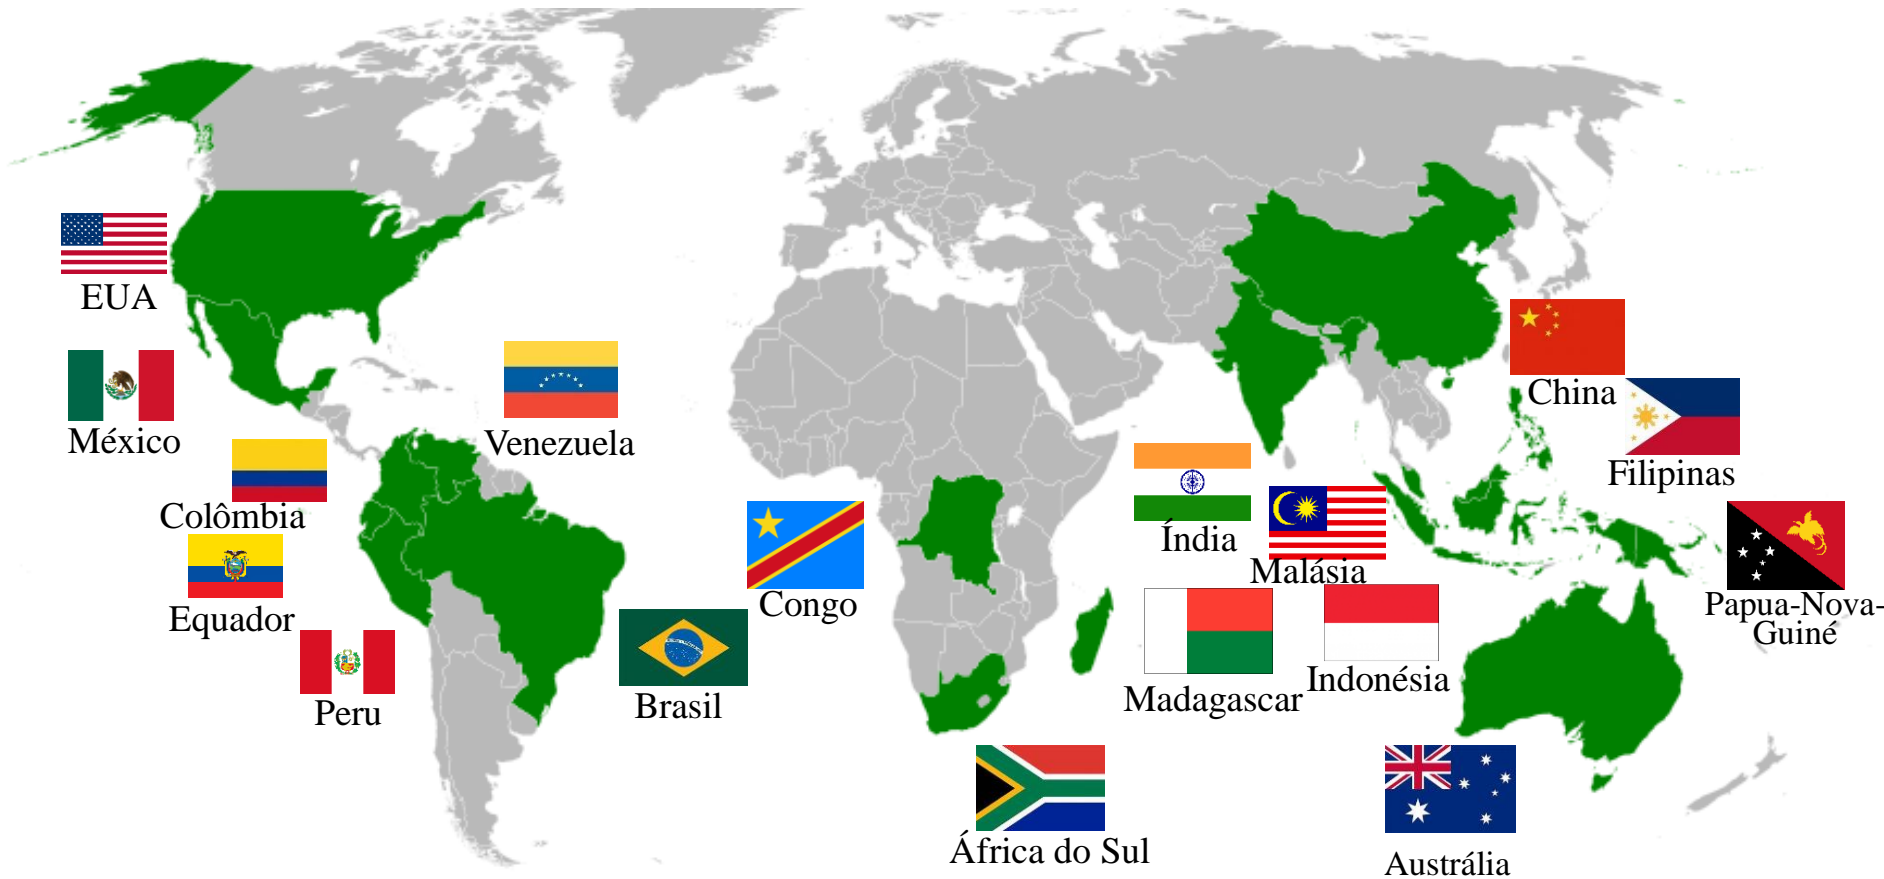 EUA
México
Venezuela
Colômbia
Equador
Peru
Brasil
Congo
África do Sul
Madagascar
Índia
Malásia
Indonésia
China
Filipinas
Papua-Nova-
Guiné
Austrália